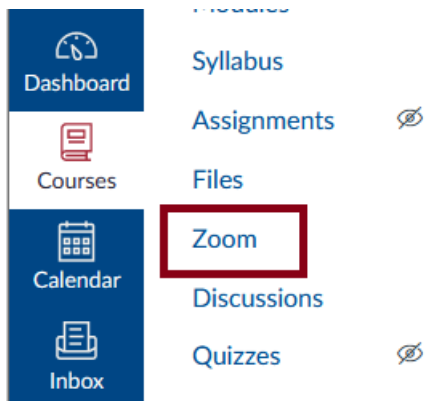 Dashboard
Courses
Calendar
Inbox
Syllabus
Assignments
Files
Zoom
Discussions
Quizzes